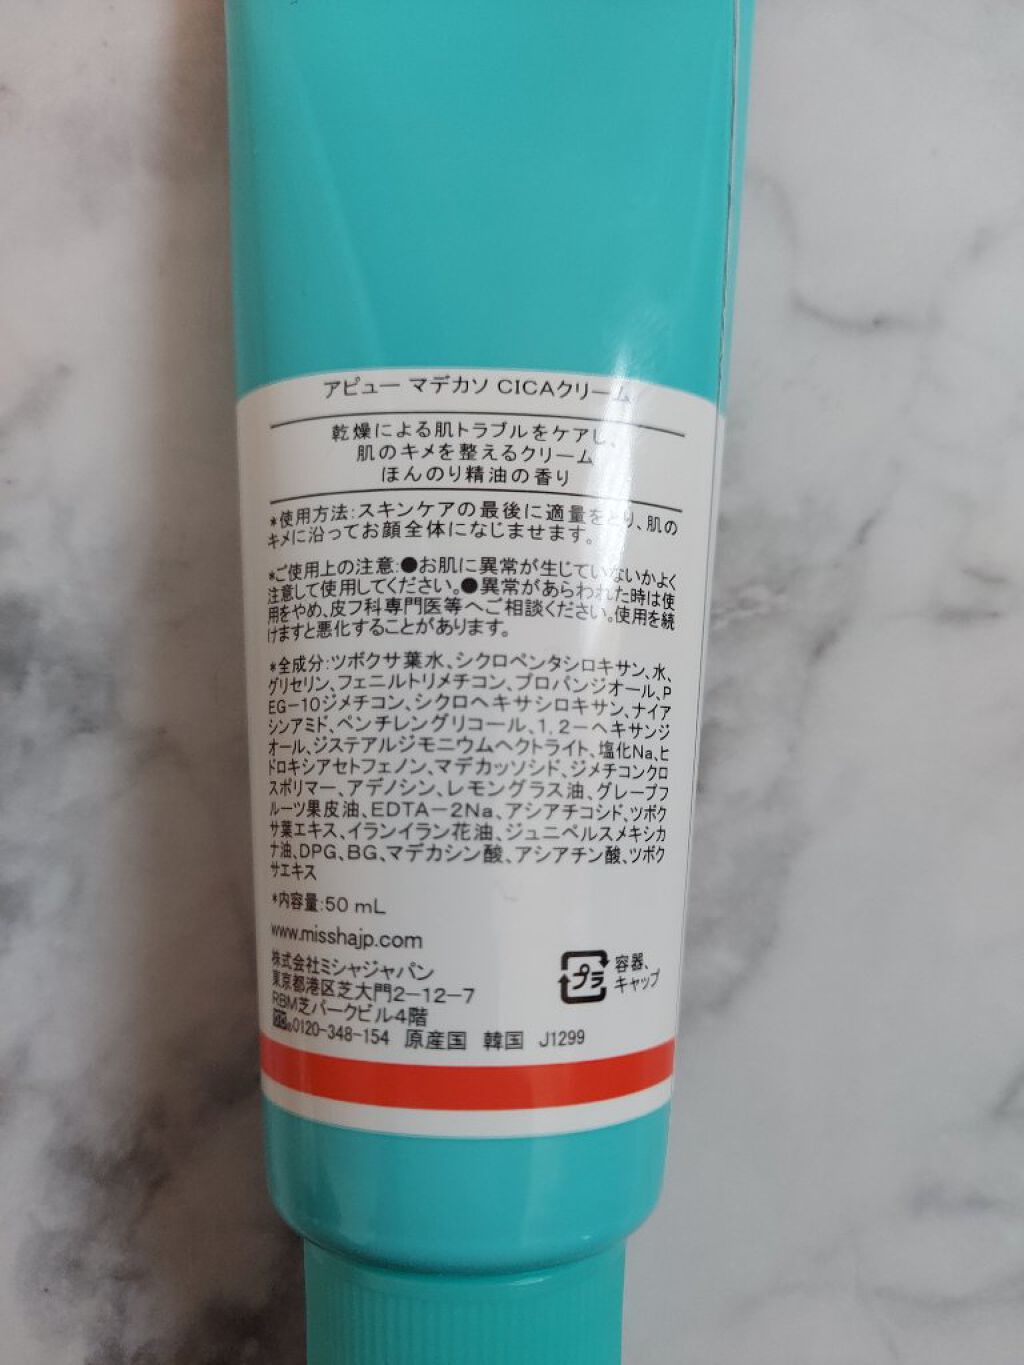 アピュー マデカソ CICAクリーム
乾燥による肌トラブルをケアし、
肌のキメを整えるクリーム
ほんのり精油の香り
*使用方法:スキンケアの最後に適量をとり、肌の
キメに沿ってお顔全体になじませます。
*ご使用上の注意:●お肌に異常が生じていないかよく
注意して使用してください。●異常があらわれた時は使
用をやめ、皮フ科専門医等へご相談ください。使用を続
けますと悪化することがあります。
*全成分:ツボクサ葉水、シクロペンタシロキサン、水、
グリセリン、フェニルトリメチコン、プロパンジオール、P
EG-10ジメチコン、シクロヘキサシロキサン、ナイア
シンアミド、ペンチレングリコール、1,2-ヘキサンジ
オール、ジステアルジモニウムヘクトライト、塩化Na、ヒ
ドロキシアセトフェノン、マデカッソシド、ジメチコンクロ
スポリマー、アデノシン、レモングラス油、グレープフ
ルーツ果皮油、EDTA-2Na、アシアチコシド、ツボク
サ葉エキス、イランイラン花油、ジュニペルスメキシカ
ナ油、DPG、BG、マデカシン酸、アシアチン酸、ツボク
サエキス
*内容量:50 mL
www.misshajp.com
株式会社ミシャジャパン
東京都港区芝大門2-12-7
RBM芝パークビル4階
0120-348-154 原産国 韓国 J1299
プラ 容器、
キャップ